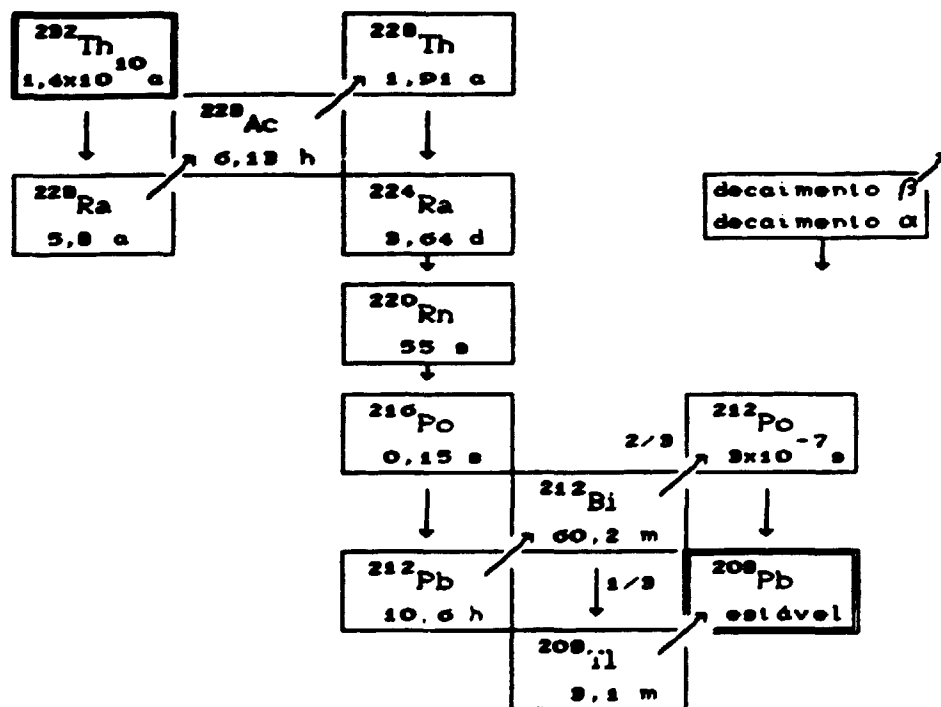 ²³²Th
1,4x10¹⁰ a
²²⁸Th
1,91 a
²²⁸Ac
6,13 h
²²⁸Ra
5,8 a
²²⁴Ra
3,64 d
decaimento β
decaimento α
²²⁰Rn
55 s
²¹⁶Po
0,15 s
2/3
²¹²Po
3x10⁻⁷ s
²¹²Bi
60,2 m
²¹²Pb
10,6 h
1/3
²⁰⁸Pb
estável
²⁰⁸Tl
3,1 m